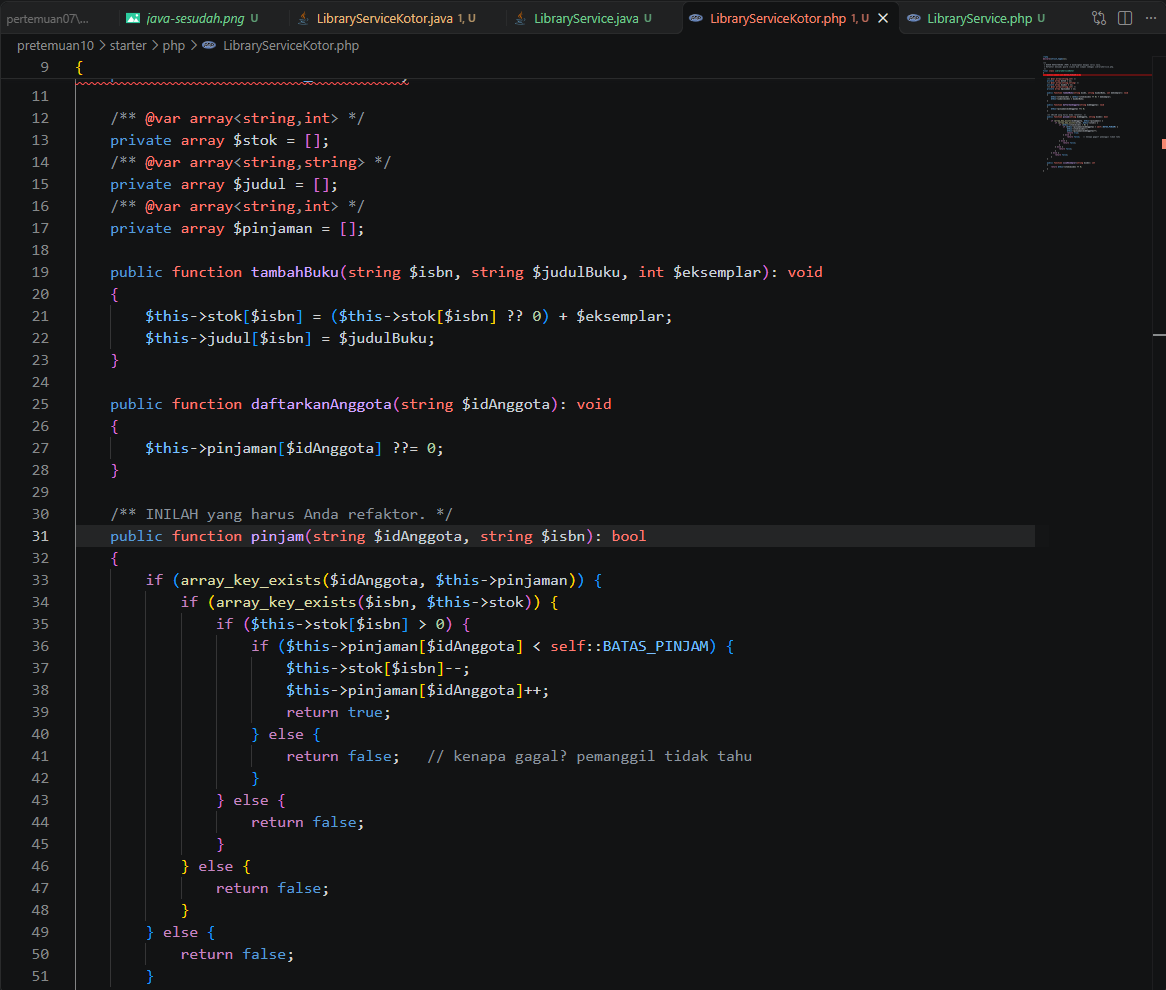 pertemuan07\...
java-sesudah.png U
LibraryServiceKotor.java 1, U
LibraryService.java U
LibraryServiceKotor.php 1, U
LibraryService.php U
pretemuan10 > starter > php > LibraryServiceKotor.php
9 {
11
12 /** @var array<string,int> */
13 private array $stok = [];
14 /** @var array<string,string> */
15 private array $judul = [];
16 /** @var array<string,int> */
17 private array $pinjaman = [];
18
19 public function tambahBuku(string $isbn, string $judulBuku, int $eksemplar): void
20 {
21 $this->stok[$isbn] = ($this->stok[$isbn] ?? 0) + $eksemplar;
22 $this->judul[$isbn] = $judulBuku;
23 }
24
25 public function daftarkanAnggota(string $idAnggota): void
26 {
27 $this->pinjaman[$idAnggota] ??= 0;
28 }
29
30 /** INILAH yang harus Anda refaktor. */
31 public function pinjam(string $idAnggota, string $isbn): bool
32 {
33 if (array_key_exists($idAnggota, $this->pinjaman)) {
34 if (array_key_exists($isbn, $this->stok)) {
35 if ($this->stok[$isbn] > 0) {
36 if ($this->pinjaman[$idAnggota] < self::BATAS_PINJAM) {
37 $this->stok[$isbn]--;
38 $this->pinjaman[$idAnggota]++;
39 return true;
40 } else {
41 return false; // kenapa gagal? pemanggil tidak tahu
42 }
43 } else {
44 return false;
45 }
46 } else {
47 return false;
48 }
49 } else {
50 return false;
51 }